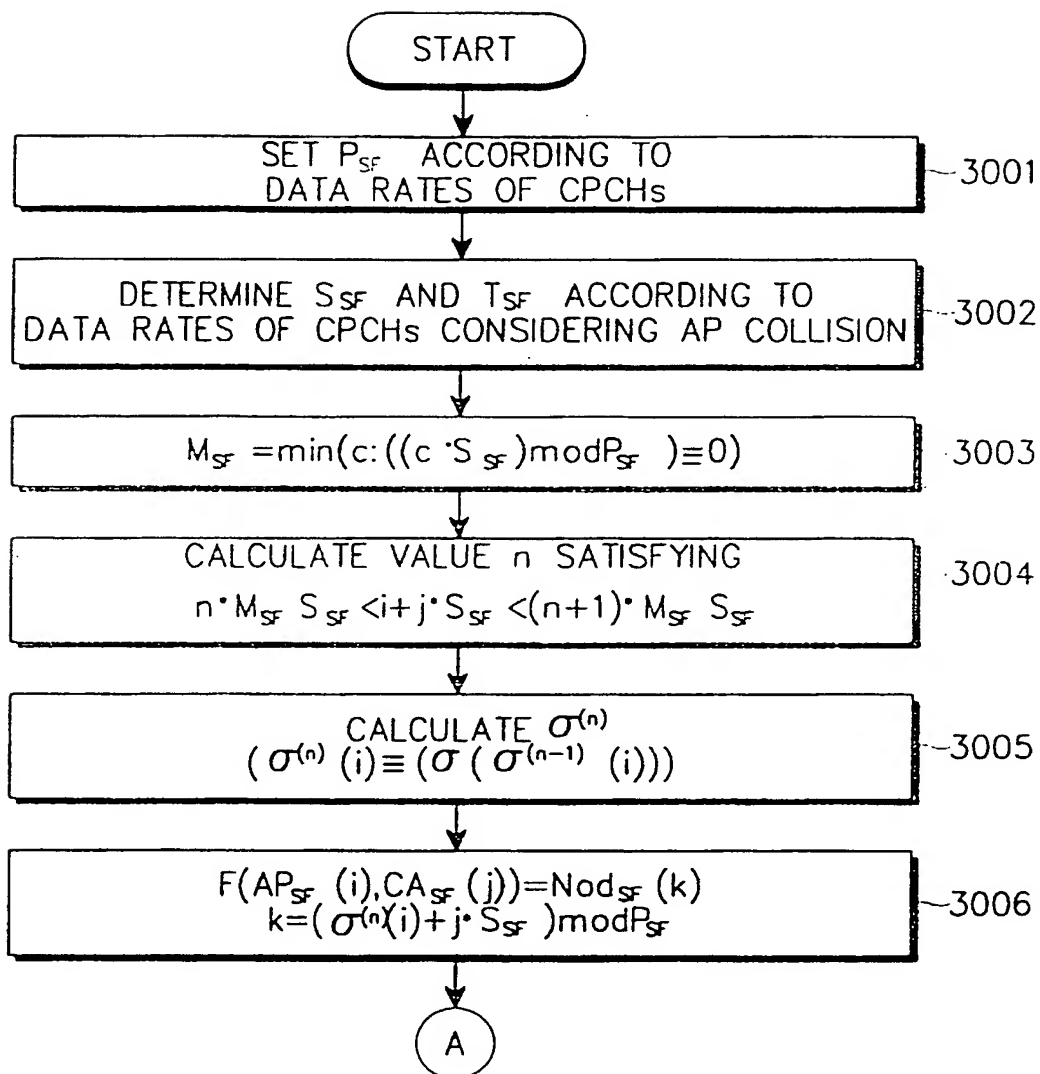 START
SET P_SF ACCORDING TO
DATA RATES OF CPCHs
3001
DETERMINE S_SF AND T_SF ACCORDING TO
DATA RATES OF CPCHs CONSIDERING AP COLLISION
3002
M_SF =min(c:((c·S_SF)modP_SF)≡0)
3003
CALCULATE VALUE n SATISFYING
n·M_SF S_SF <i+j·S_SF <(n+1)·M_SF S_SF
3004
CALCULATE σ^(n)
(σ^(n) (i)≡(σ(σ^(n-1) (i)))
3005
F(AP_SF (i),CA_SF (j))=Nod_SF (k)
k=(σ^(n)(i)+j·S_SF)modP_SF
3006
A